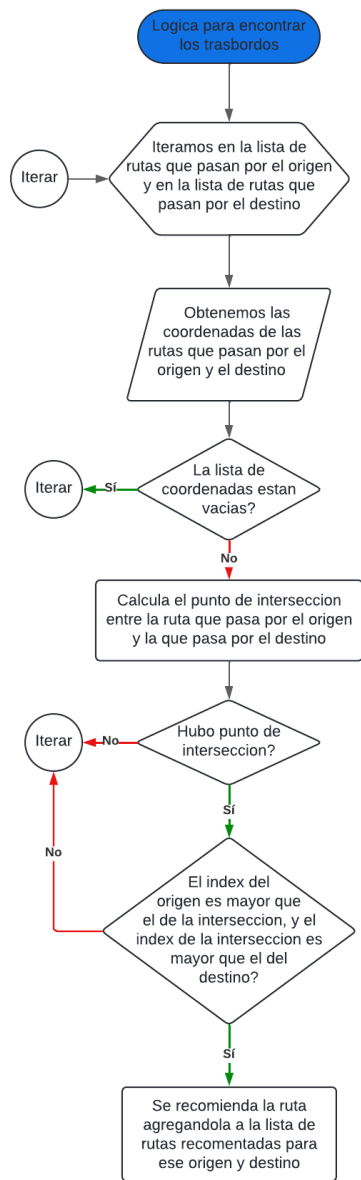 Logica para encontrar
los trasbordos
Iteramos en la lista de
rutas que pasan por el origen
y en la lista de rutas que
pasan por el destino
Iterar
Obtenemos las
coordenadas de las
rutas que pasan por el
origen y el destino
La lista de
coordenadas estan
vacias?
Sí
Iterar
No
Calcula el punto de interseccion
entre la ruta que pasa por el origen
y la que pasa por el destino
Hubo punto de
interseccion?
No
Iterar
Sí
El index del
origen es mayor que
el de la interseccion, y el
index de la interseccion es
mayor que el del
destino?
No
Sí
Se recomienda la ruta
agregandola a la lista de
rutas recomentadas para
ese origen y destino